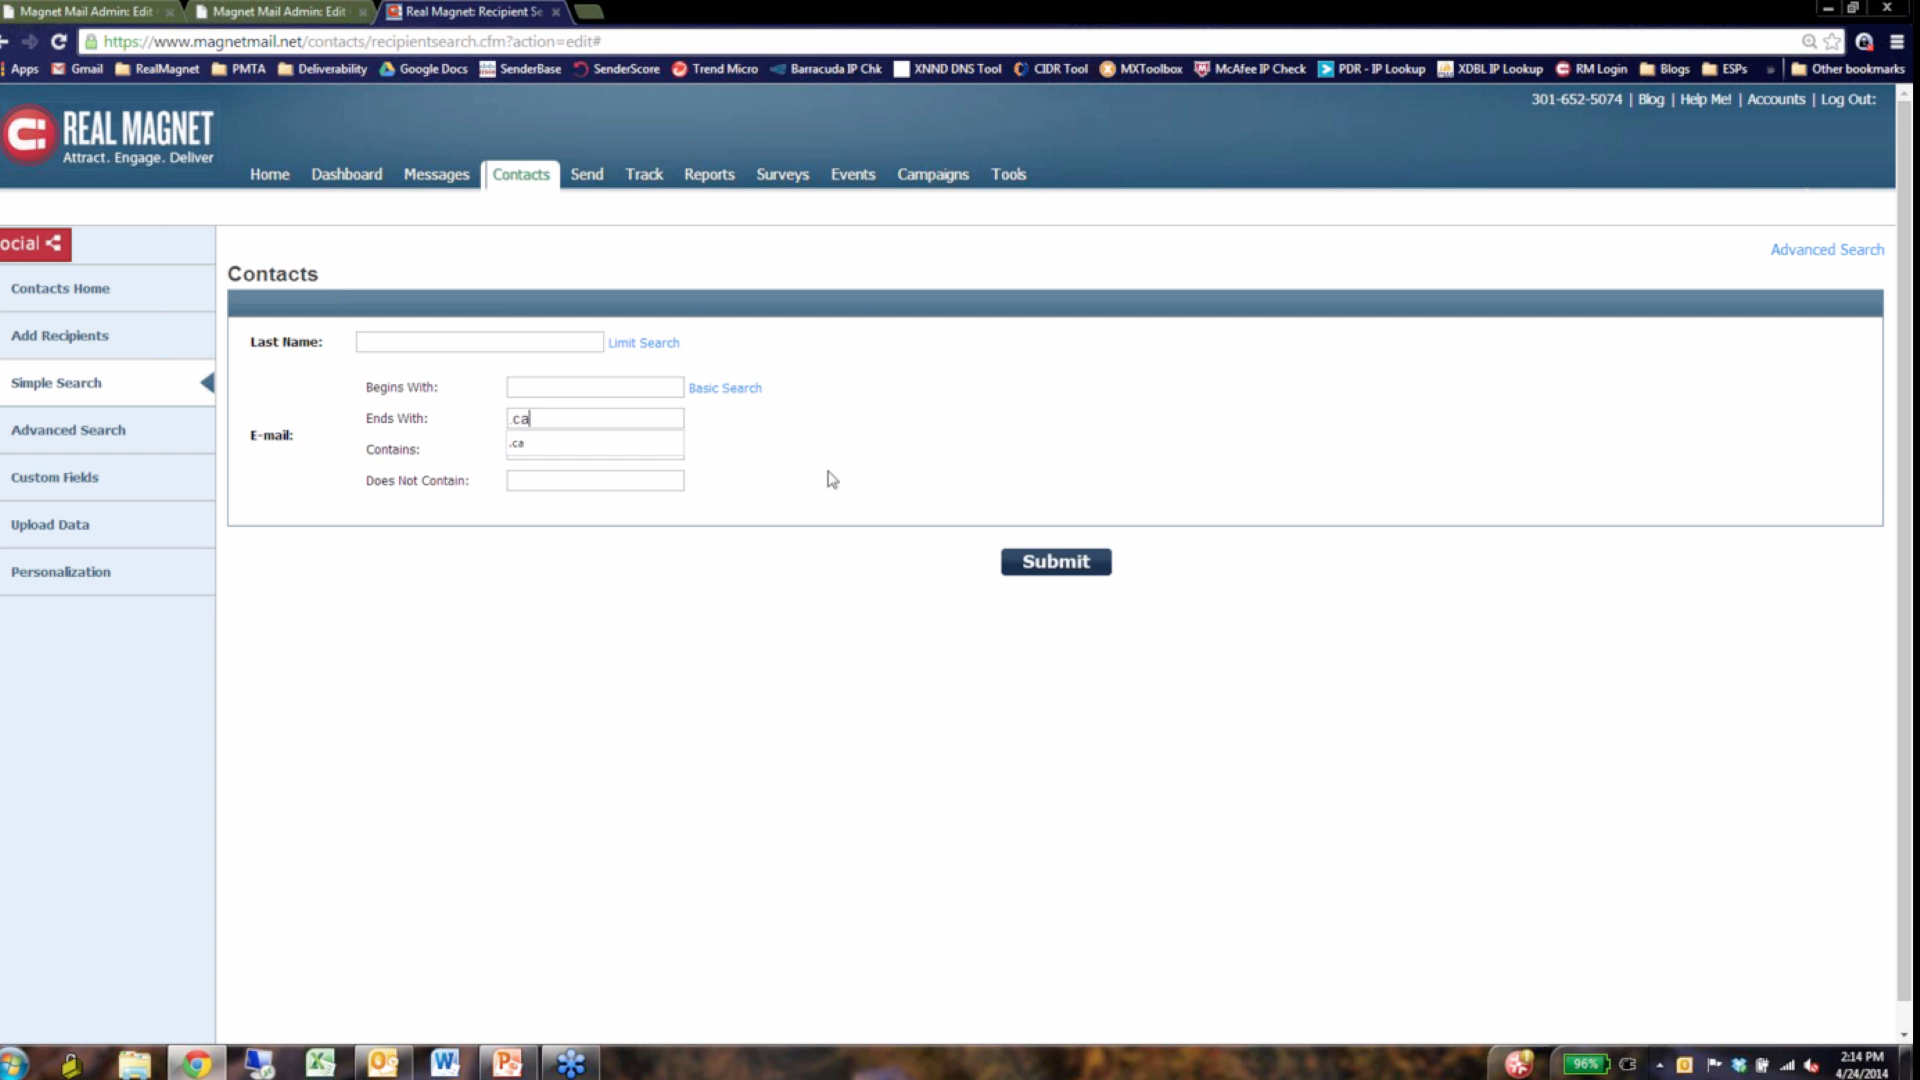 Magnet Mail Admin: Edit
Magnet Mail Admin: Edit
Real Magnet: Recipient Se
https://www.magnetmail.net/contacts/recipientsearch.cfm?action=edit#
Apps Gmail RealMagnet PMTA Deliverability Google Docs SenderBase SenderScore Trend Micro Barracuda IP Chk XNND DNS Tool CIDR Tool MXToolbox McAfee IP Check PDR - IP Lookup XDBL IP Lookup RM Login Blogs ESPs » Other bookmarks
301-652-5074 | Blog | Help Me! | Accounts | Log Out:
REAL MAGNET
Attract. Engage. Deliver
Home Dashboard Messages Contacts Send Track Reports Surveys Events Campaigns Tools
ocial
Advanced Search
Contacts
Contacts Home
Add Recipients
Simple Search
Advanced Search
Custom Fields
Upload Data
Personalization
Last Name: Limit Search
E-mail:
Begins With: Basic Search
Ends With: .ca
.ca
Contains:
Does Not Contain:
Submit
96%
2:14 PM
4/24/2014